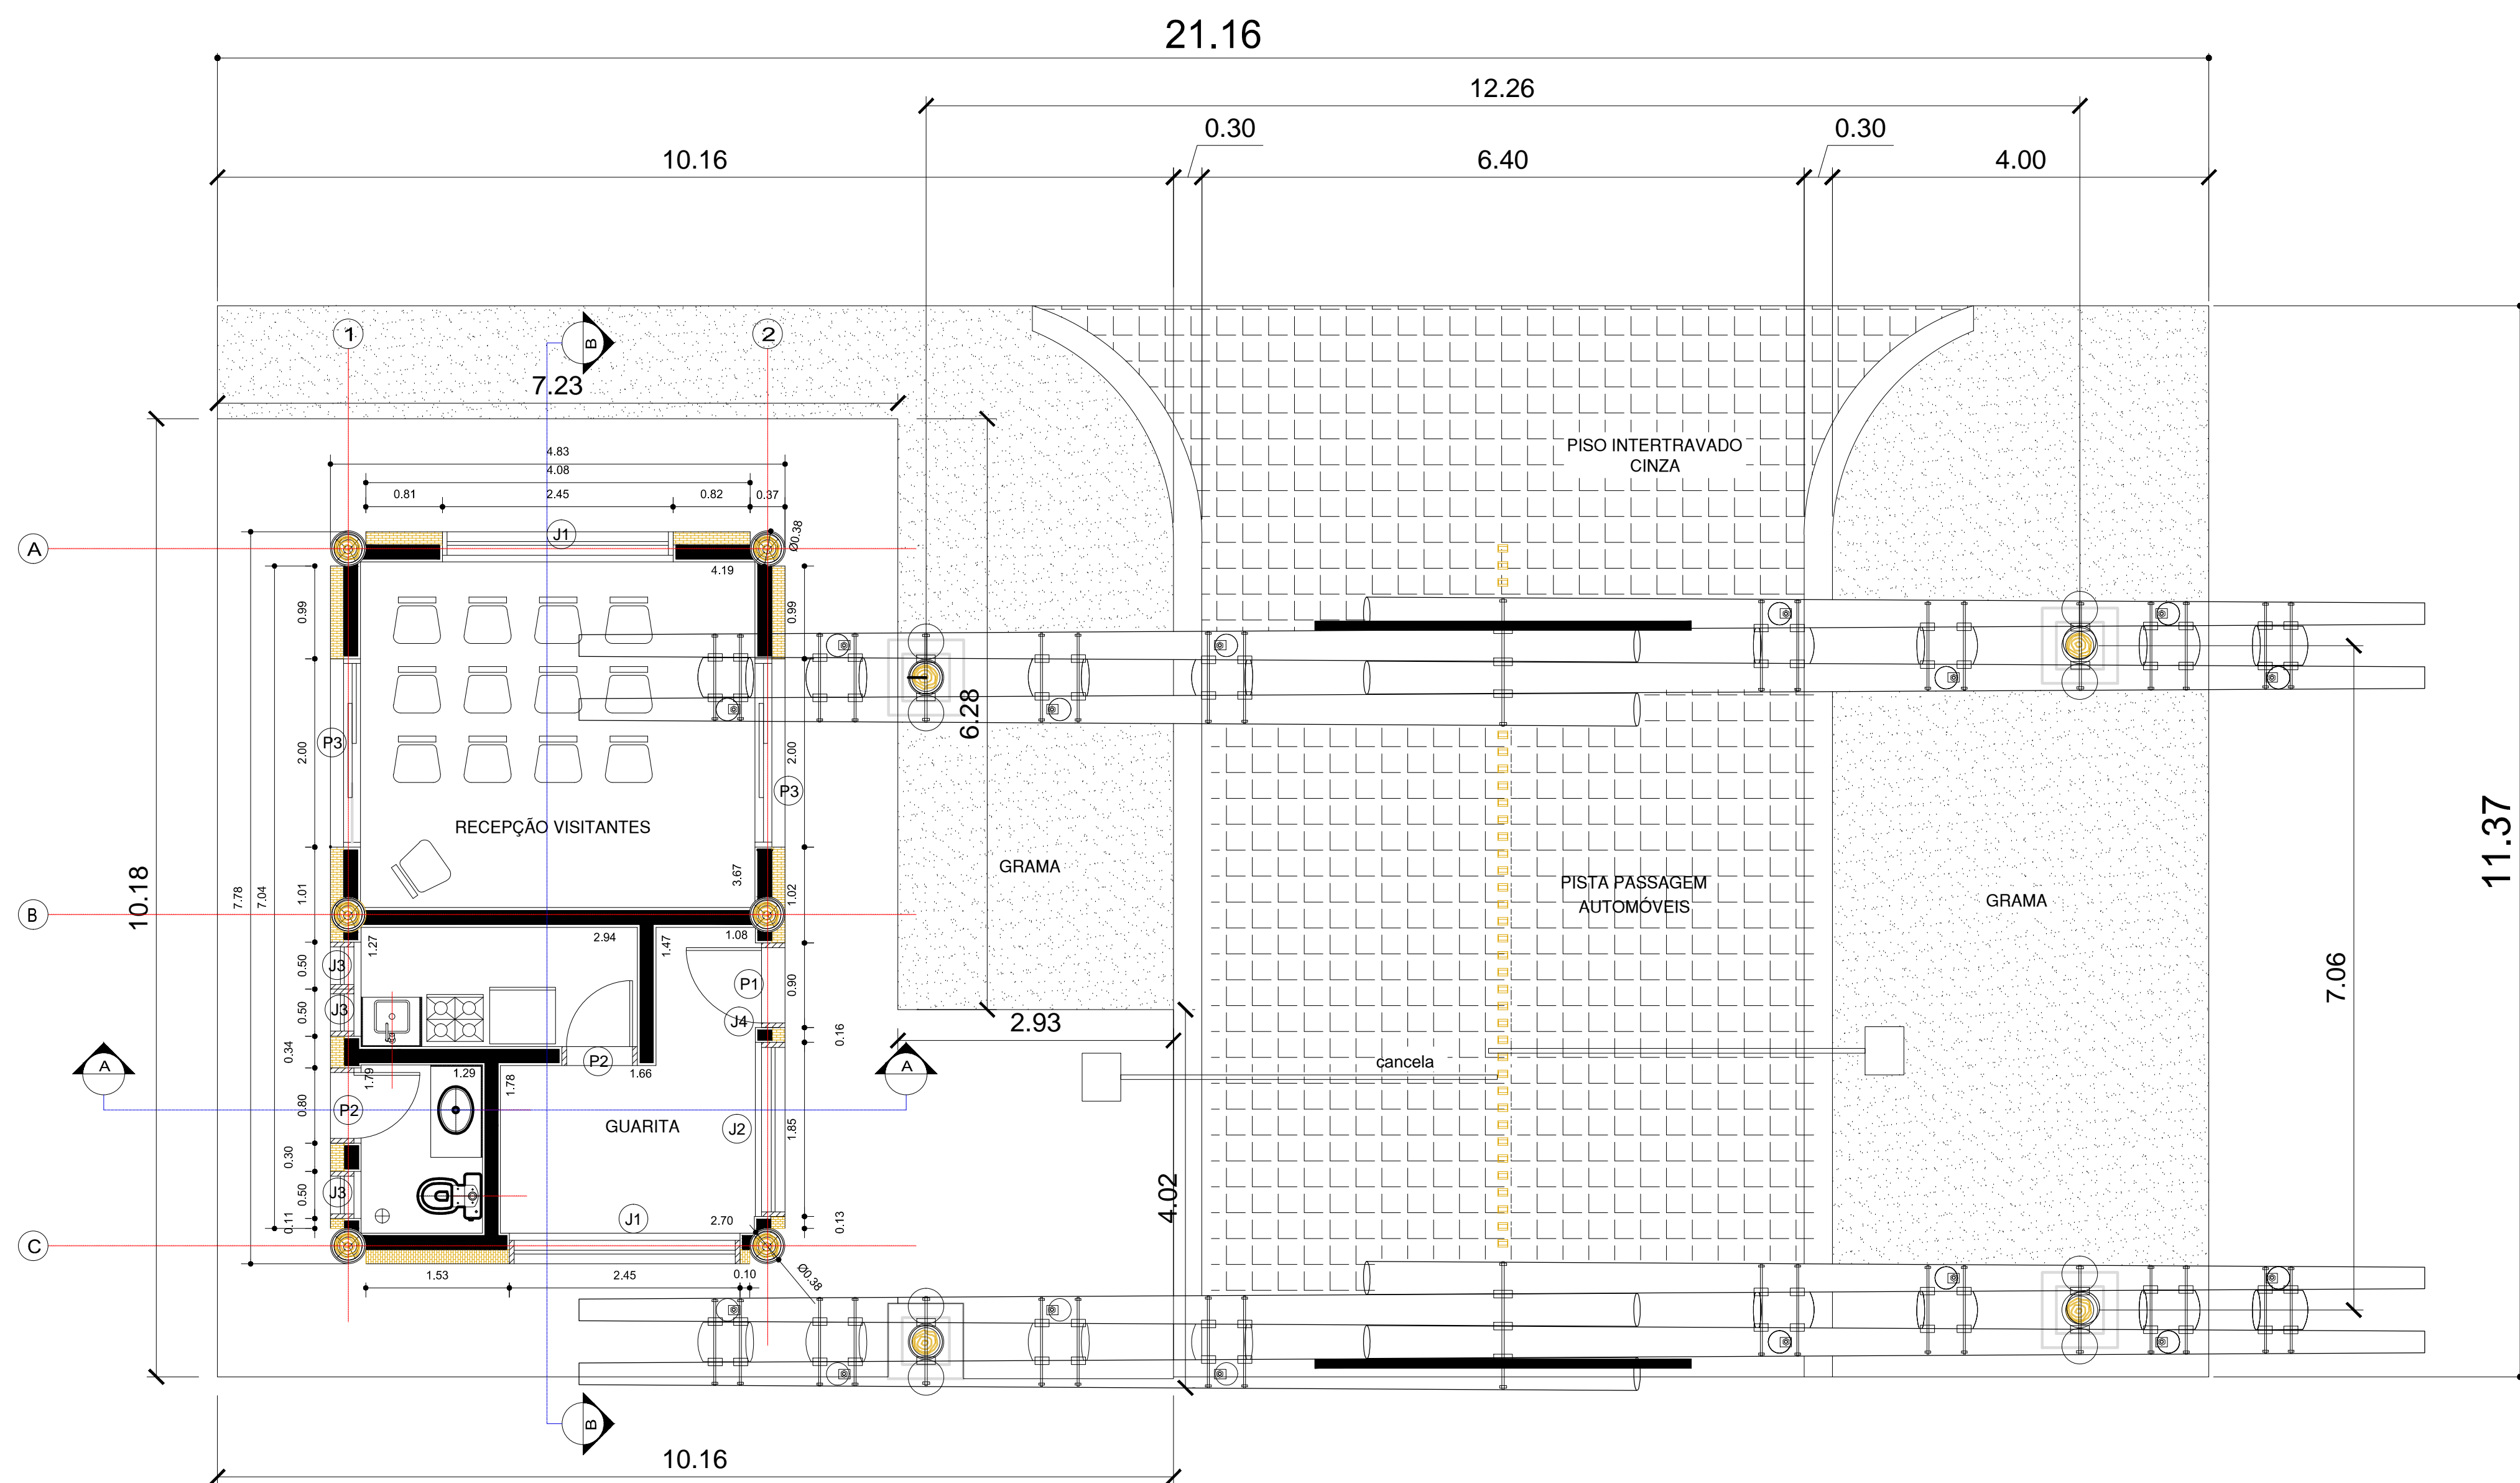 21.16
12.26
0.30
0.30
10.16
6.40
4.00
1
2
B
7.23
4.83
4.08
0.81
2.45
0.82
0.37
PISO INTERTRAVADO
CINZA
J1
Ø0.38
A
4.19
0.99
0.99
6.28
P3
2.00
2.00
P3
RECEPÇÃO VISITANTES
11.37
GRAMA
3.67
PISTA PASSAGEM
AUTOMÓVEIS
GRAMA
10.18
7.78
7.04
1.01
1.02
B
1.27
2.94
1.47
1.08
J3
0.50
P1
0.90
7.06
J3
0.50
J4
2.93
0.16
0.34
A
P2
cancela
A
1.79
1.29
1.78
1.66
P2
0.80
GUARITA
J2
1.85
0.30
J3
0.50
4.02
0.11
J1
2.70
0.13
C
1.53
2.45
0.10
Ø0.38
B
10.16